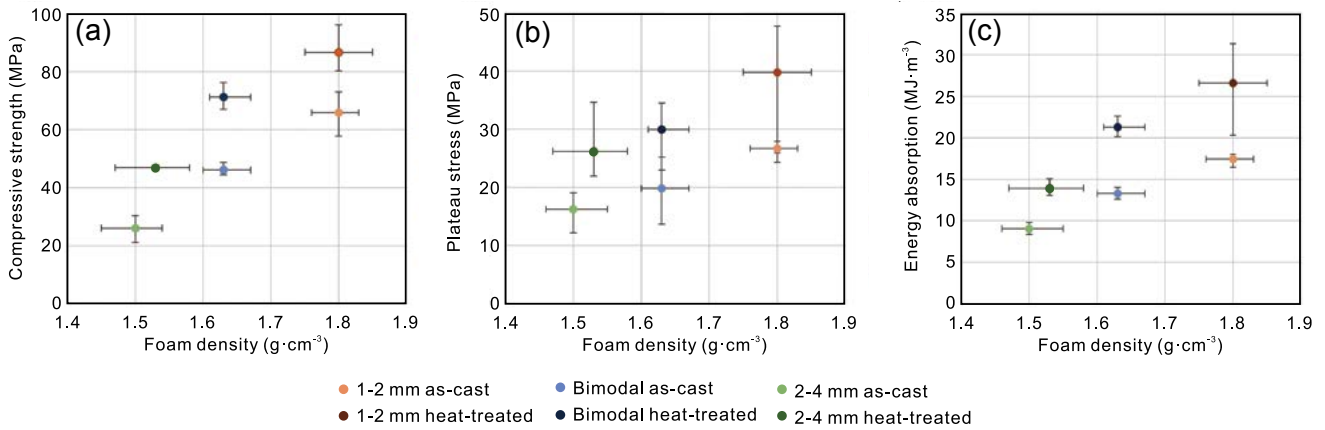 (a)
Compressive strength (MPa)
100
80
60
40
20
0
1.4 1.5 1.6 1.7 1.8 1.9
Foam density (g·cm⁻³)
(b)
Plateau stress (MPa)
50
40
30
20
10
0
1.4 1.5 1.6 1.7 1.8 1.9
Foam density (g·cm⁻³)
(c)
Energy absorption (MJ·m⁻³)
35
30
25
20
15
10
5
0
1.4 1.5 1.6 1.7 1.8 1.9
Foam density (g·cm⁻³)
1-2 mm as-cast Bimodal as-cast 2-4 mm as-cast
1-2 mm heat-treated Bimodal heat-treated 2-4 mm heat-treated